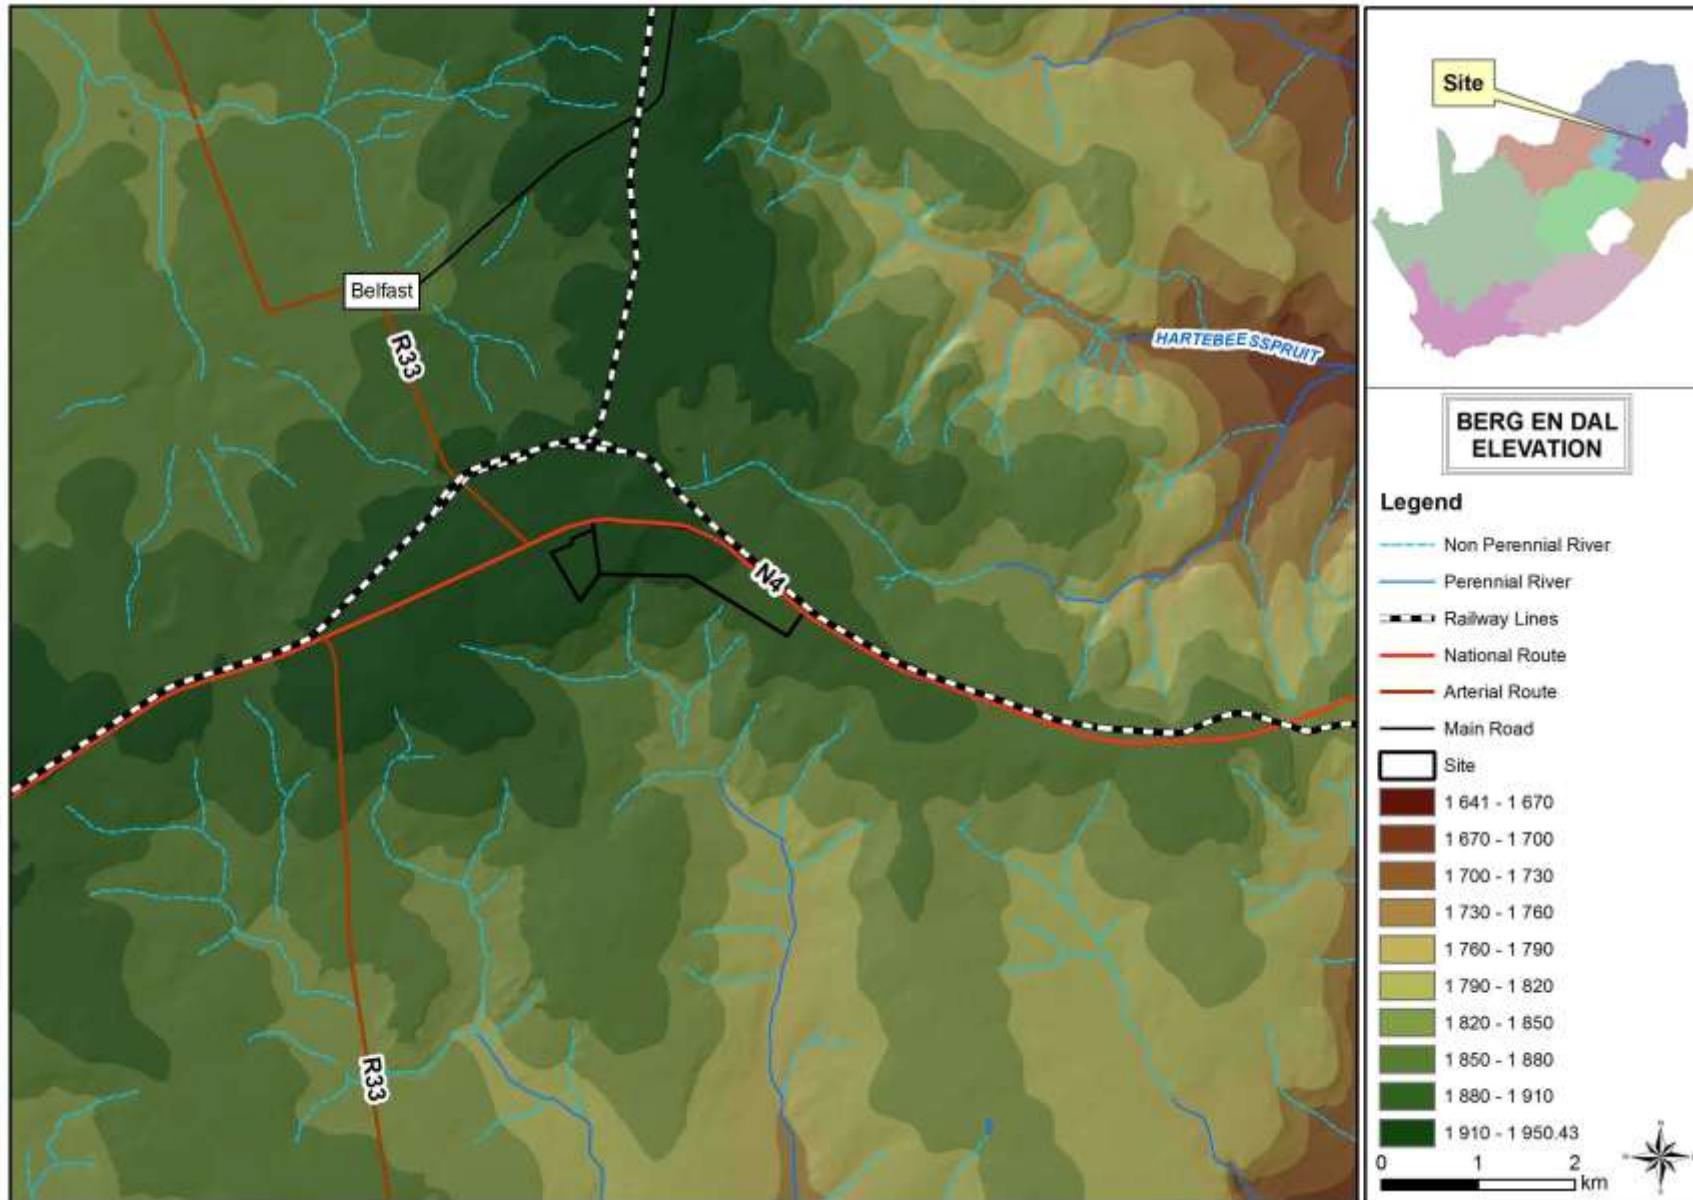 Belfast
R33
HARTEBEESSPRUIT
N4
R33
Site
BERG EN DAL
ELEVATION
Legend
Non Perennial River
Perennial River
Railway Lines
National Route
Arterial Route
Main Road
Site
1 641 - 1 670
1 670 - 1 700
1 700 - 1 730
1 730 - 1 760
1 760 - 1 790
1 790 - 1 820
1 820 - 1 850
1 850 - 1 880
1 880 - 1 910
1 910 - 1 950.43
0 1 2
km